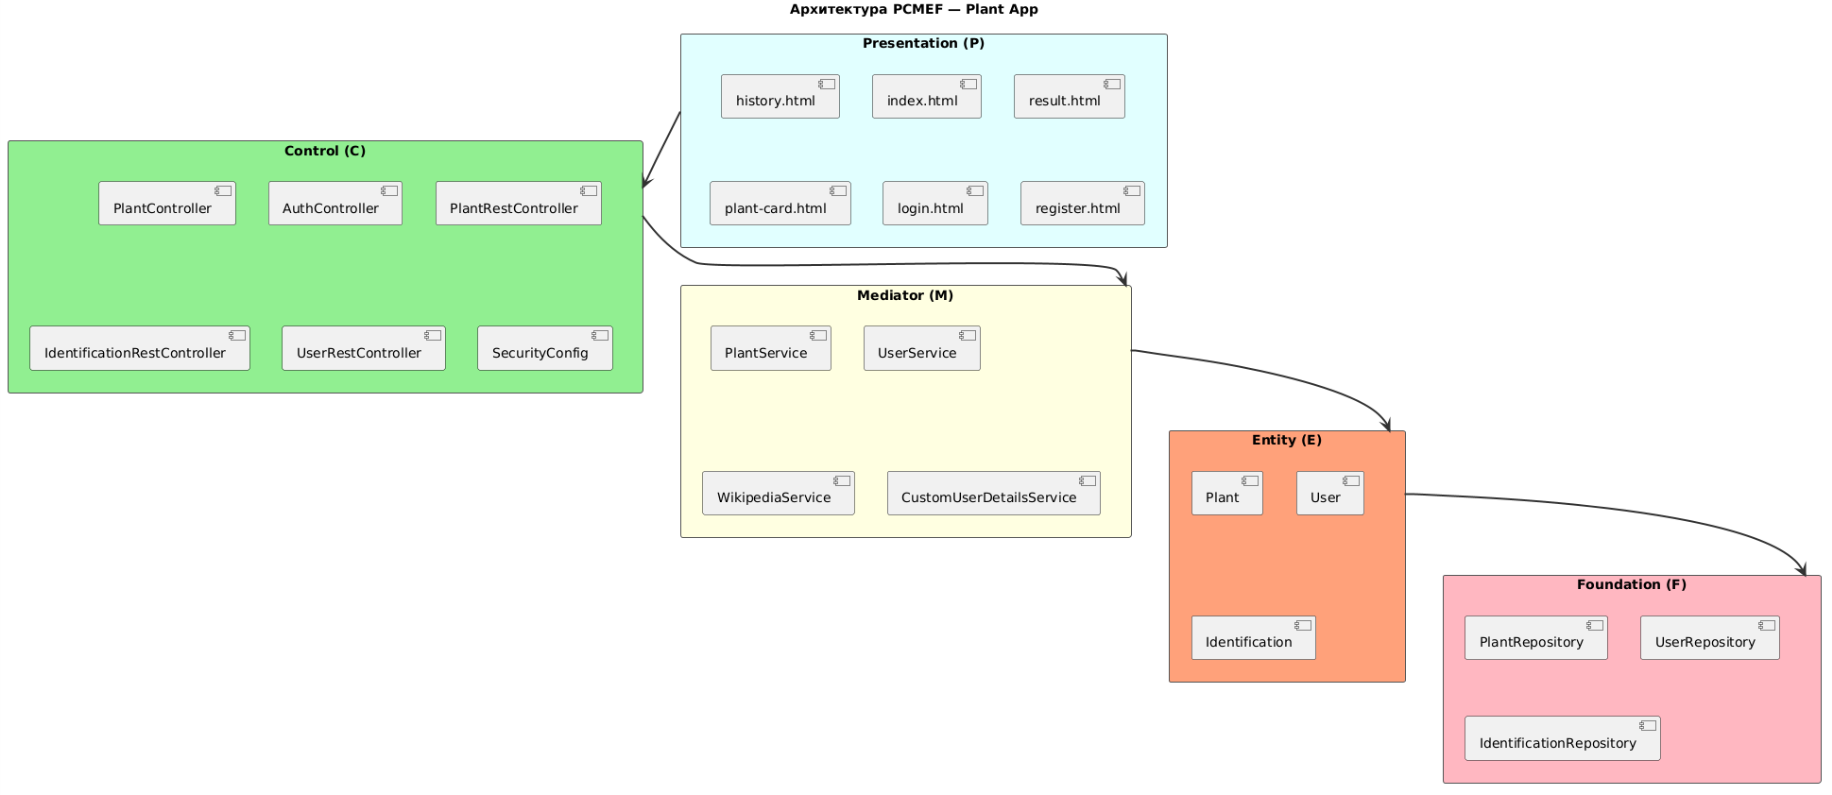 Архитектура PCMEF — Plant App
Presentation (P)
history.html
index.html
result.html
plant-card.html
login.html
register.html
Control (C)
PlantController
AuthController
PlantRestController
IdentificationRestController
UserRestController
SecurityConfig
Mediator (M)
PlantService
UserService
WikipediaService
CustomUserDetailsService
Entity (E)
Plant
User
Identification
Foundation (F)
PlantRepository
UserRepository
IdentificationRepository